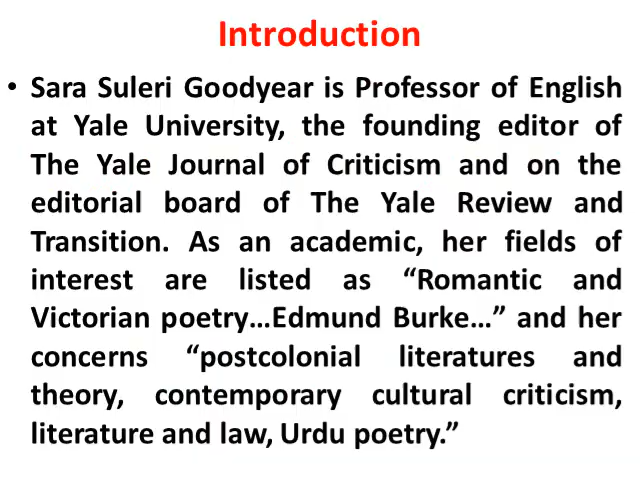 Introduction
• Sara Suleri Goodyear is Professor of English
at Yale University, the founding editor of
The Yale Journal of Criticism and on the
editorial board of The Yale Review and
Transition. As an academic, her fields of
interest are listed as “Romantic and
Victorian poetry…Edmund Burke…” and her
concerns “postcolonial literatures and
theory, contemporary cultural criticism,
literature and law, Urdu poetry.”